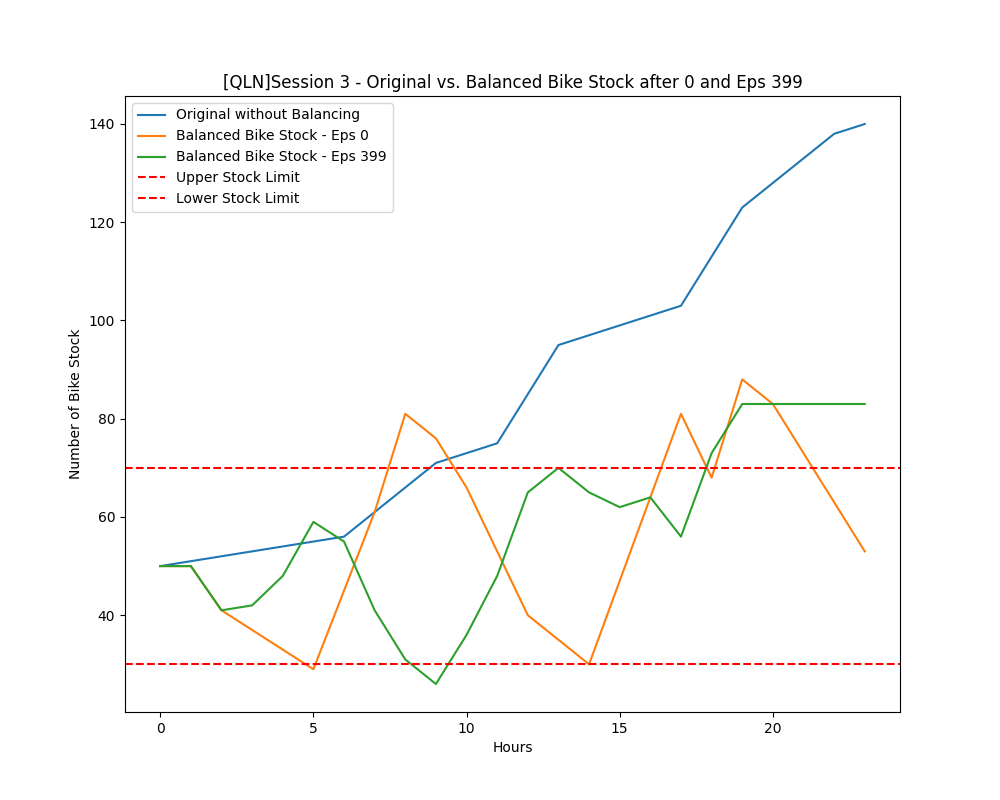 [QLN]Session 3 - Original vs. Balanced Bike Stock after 0 and Eps 399
Original without Balancing
Balanced Bike Stock - Eps 0
Balanced Bike Stock - Eps 399
Upper Stock Limit
Lower Stock Limit
140
120
100
80
60
40
Number of Bike Stock
0
5
10
15
20
Hours